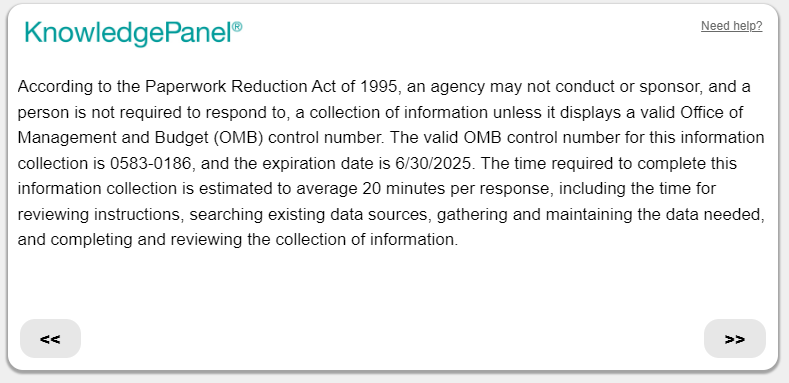 KnowledgePanel®
Need help?
According to the Paperwork Reduction Act of 1995, an agency may not conduct or sponsor, and a
person is not required to respond to, a collection of information unless it displays a valid Office of
Management and Budget (OMB) control number. The valid OMB control number for this information
collection is 0583-0186, and the expiration date is 6/30/2025. The time required to complete this
information collection is estimated to average 20 minutes per response, including the time for
reviewing instructions, searching existing data sources, gathering and maintaining the data needed,
and completing and reviewing the collection of information.
<< >>